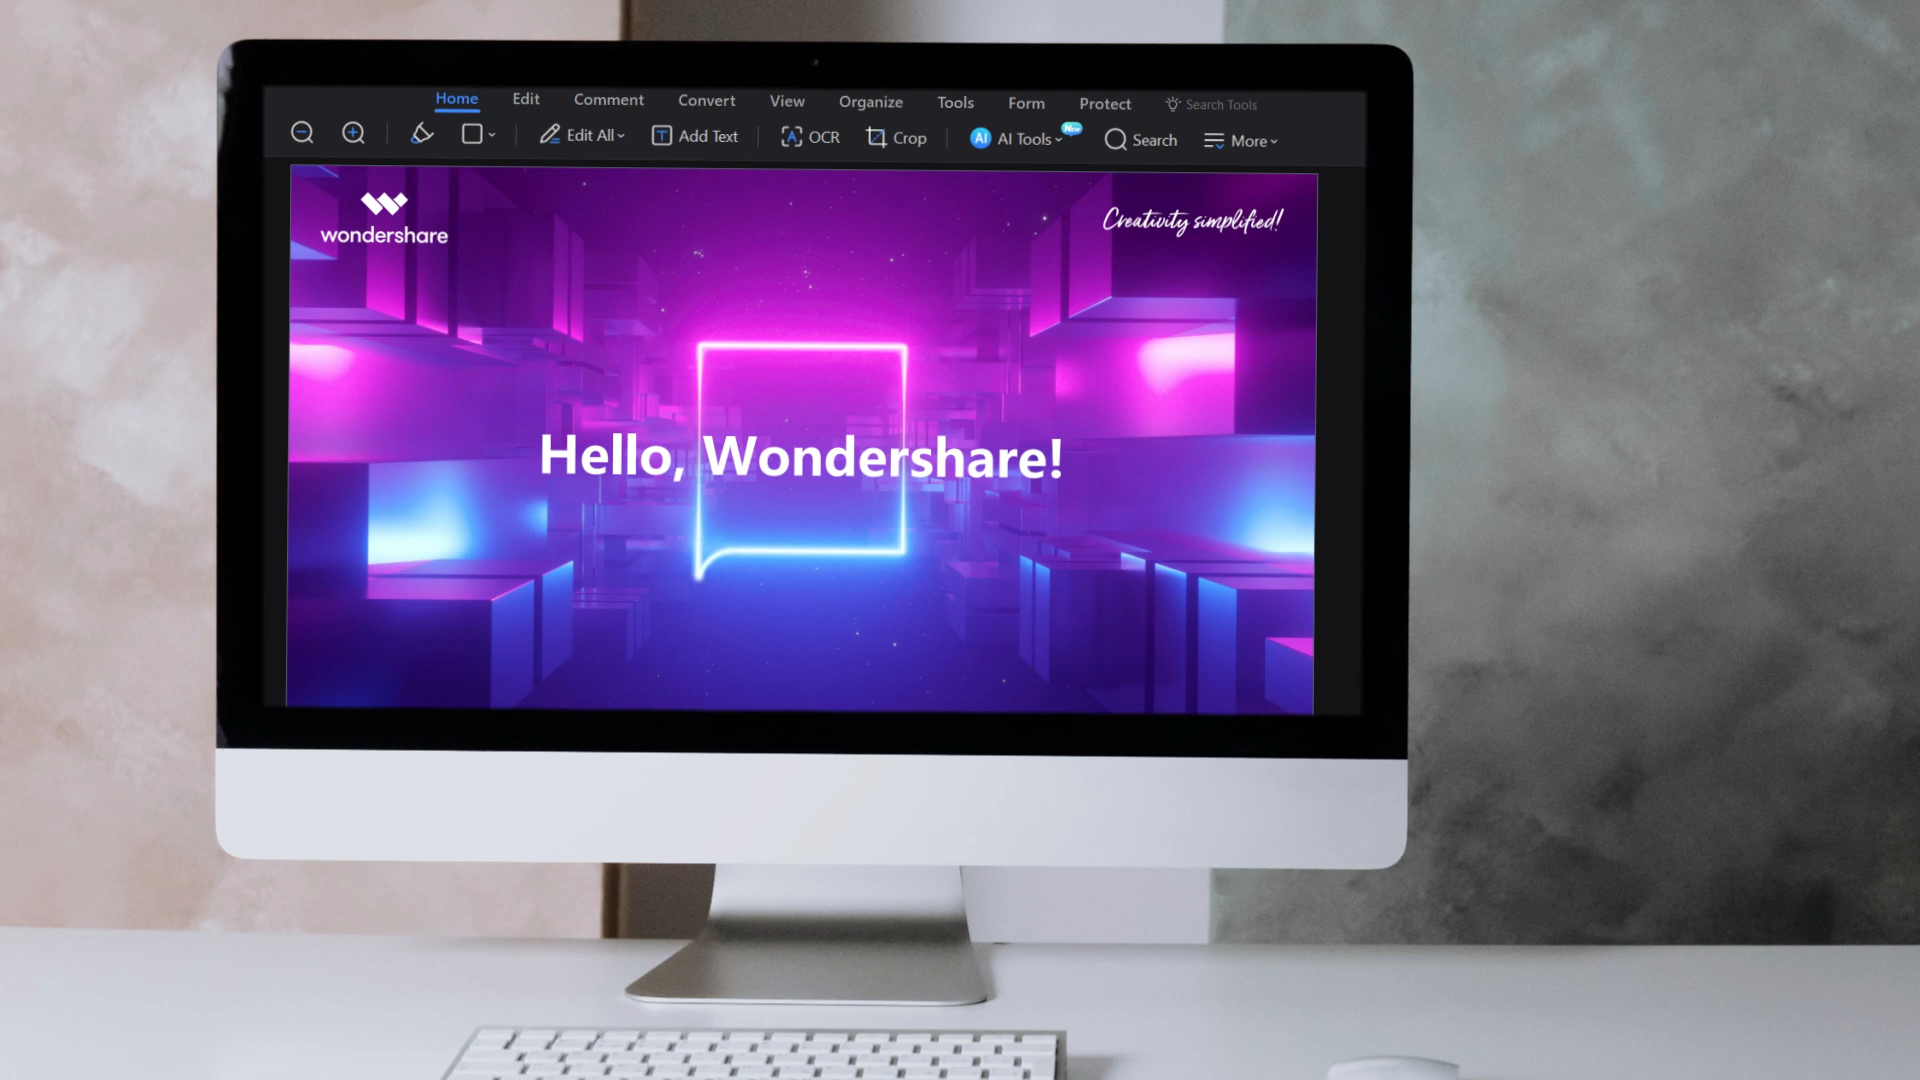 Home Edit Comment Convert View Organize Tools Form Protect Search Tools
Edit All Add Text OCR Crop AI AI Tools New Search More
wondershare
Creativity simplified!
Hello, Wondershare!